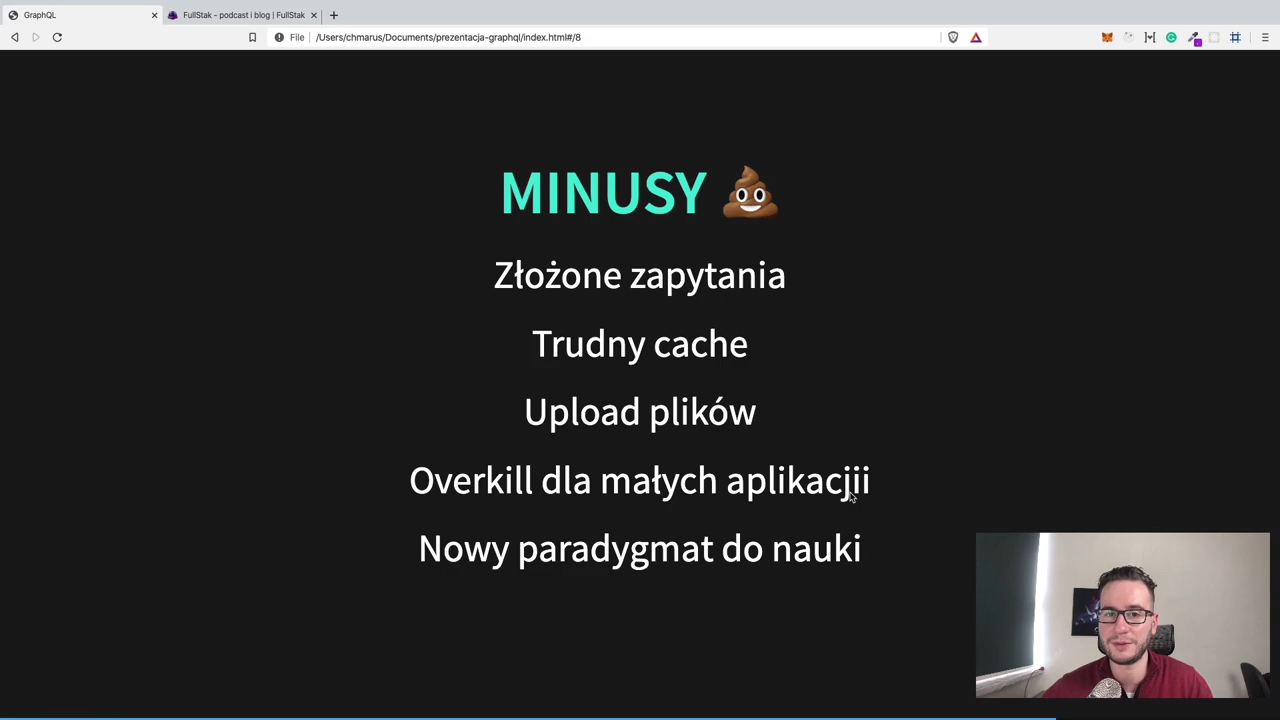 GraphQL
FullStak - podcast i blog | FullStak
File
/Users/chmarus/Documents/prezentacja-graphql/index.html#/8
MINUSY 💩
Złożone zapytania
Trudny cache
Upload plików
Overkill dla małych aplikacjii
Nowy paradygmat do nauki